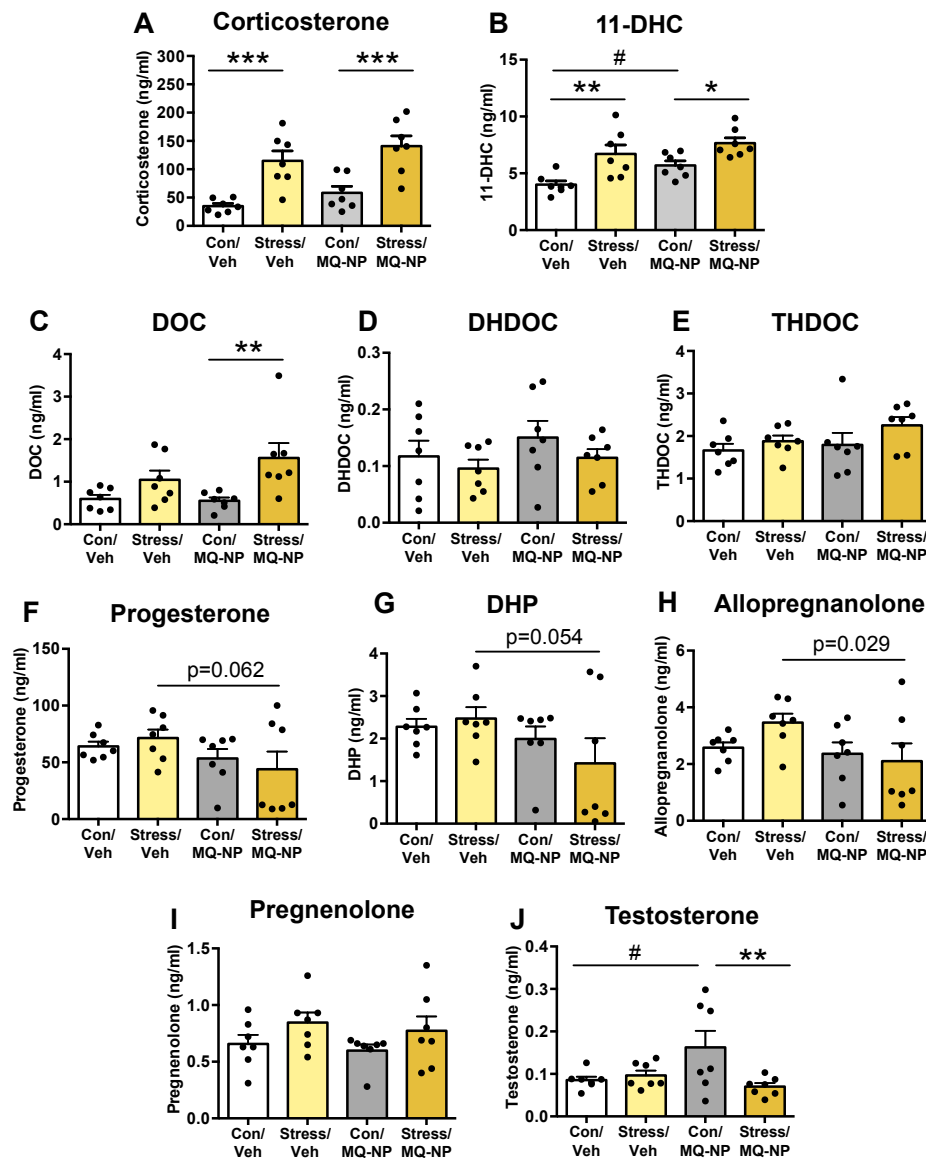 A Corticosterone
Corticosterone (ng/ml)
300
250
200
150
100
50
0
*** ***
Con/ Stress/ Con/ Stress/
Veh Veh MQ-NP MQ-NP
B 11-DHC
11-DHC (ng/ml)
15
10
5
0
#
** *
Con/ Stress/ Con/ Stress/
Veh Veh MQ-NP MQ-NP
C DOC
DOC (ng/ml)
4
3
2
1
0
**
Con/ Stress/ Con/ Stress/
Veh Veh MQ-NP MQ-NP
D DHDOC
DHDOC (ng/ml)
0.3
0.2
0.1
0.0
Con/ Stress/ Con/ Stress/
Veh Veh MQ-NP MQ-NP
E THDOC
THDOC (ng/ml)
4
3
2
1
0
Con/ Stress/ Con/ Stress/
Veh Veh MQ-NP MQ-NP
F Progesterone
Progesterone (ng/ml)
150
100
50
0
p=0.062
Con/ Stress/ Con/ Stress/
Veh Veh MQ-NP MQ-NP
G DHP
DHP (ng/ml)
4
3
2
1
0
p=0.054
Con/ Stress/ Con/ Stress/
Veh Veh MQ-NP MQ-NP
H Allopregnanolone
Allopregnanolone (ng/ml)
6
4
2
0
p=0.029
Con/ Stress/ Con/ Stress/
Veh Veh MQ-NP MQ-NP
I Pregnenolone
Pregnenolone (ng/ml)
1.5
1.0
0.5
0.0
Con/ Stress/ Con/ Stress/
Veh Veh MQ-NP MQ-NP
J Testosterone
Testosterone (ng/ml)
0.4
0.3
0.2
0.1
0.0
# **
Con/ Stress/ Con/ Stress/
Veh Veh MQ-NP MQ-NP